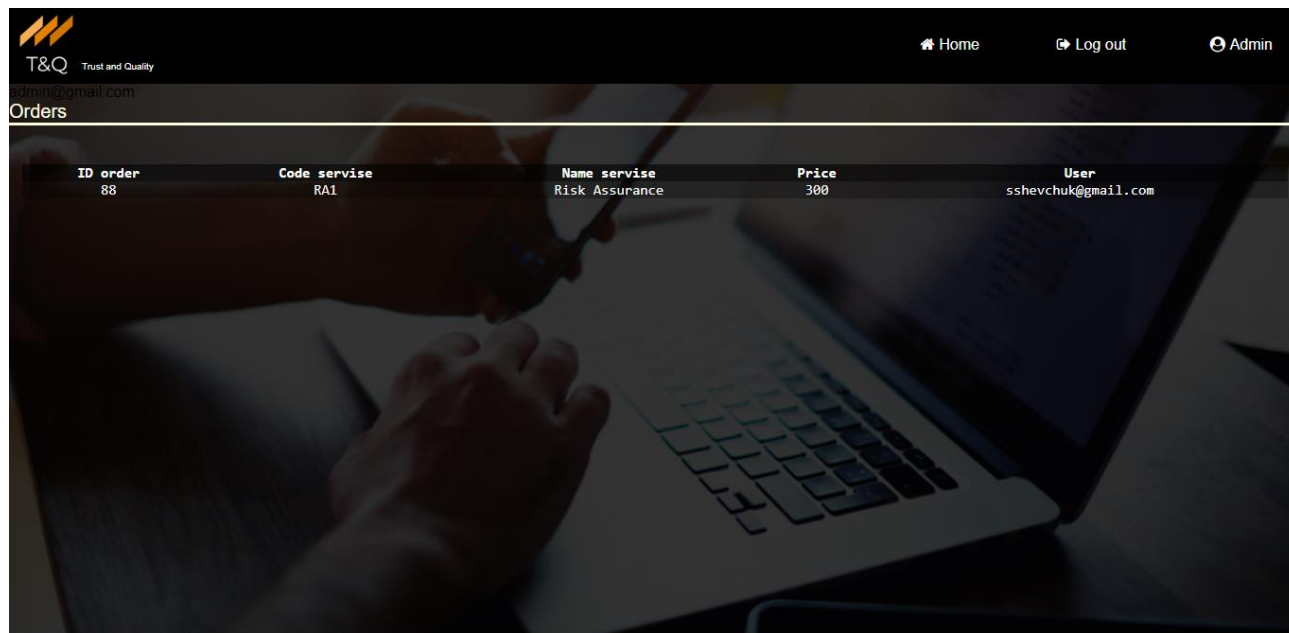 Home Log out Admin
T&Q Trust and Quality
admin@gmail.com
Orders
ID order Code servise Name servise Price User
88 RA1 Risk Assurance 300 sshevchuk@gmail.com